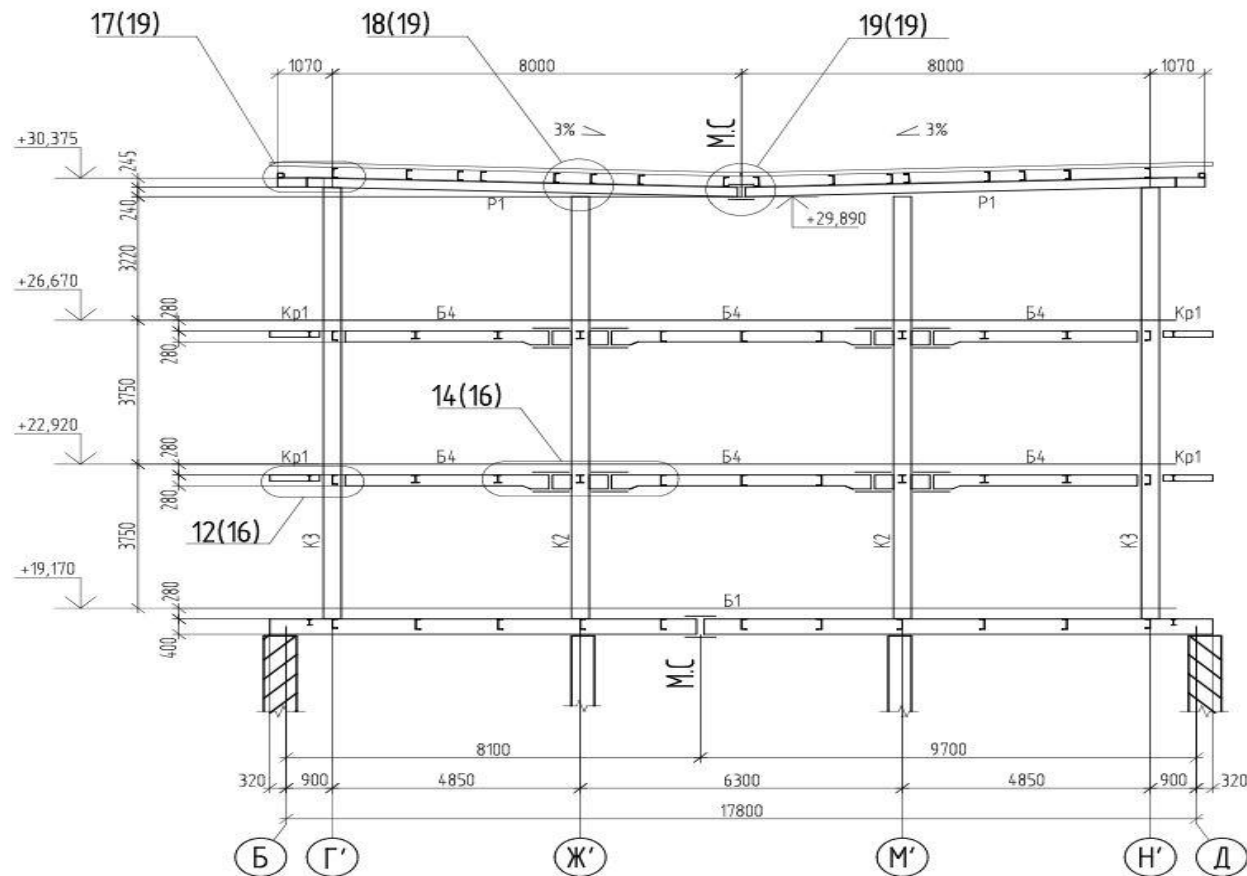 17(19) 18(19) 19(19)
1070 8000 8000 1070
3% М.С 3%
+30,375
245
240
Р1 Р1
+29,890
3220
+26,670
280
Кр1 Б4 Б4 Б4 Кр1
280
3750
14(16)
+22,920
280
Кр1 Б4 Б4 Б4 Кр1
280
12(16)
3750
К3 К2 К2 К3
+19,170
280
Б1
400
М.С
8100 9700
320 900 4850 6300 4850 900 320
17800
Б Г' Ж' М' Н' Д